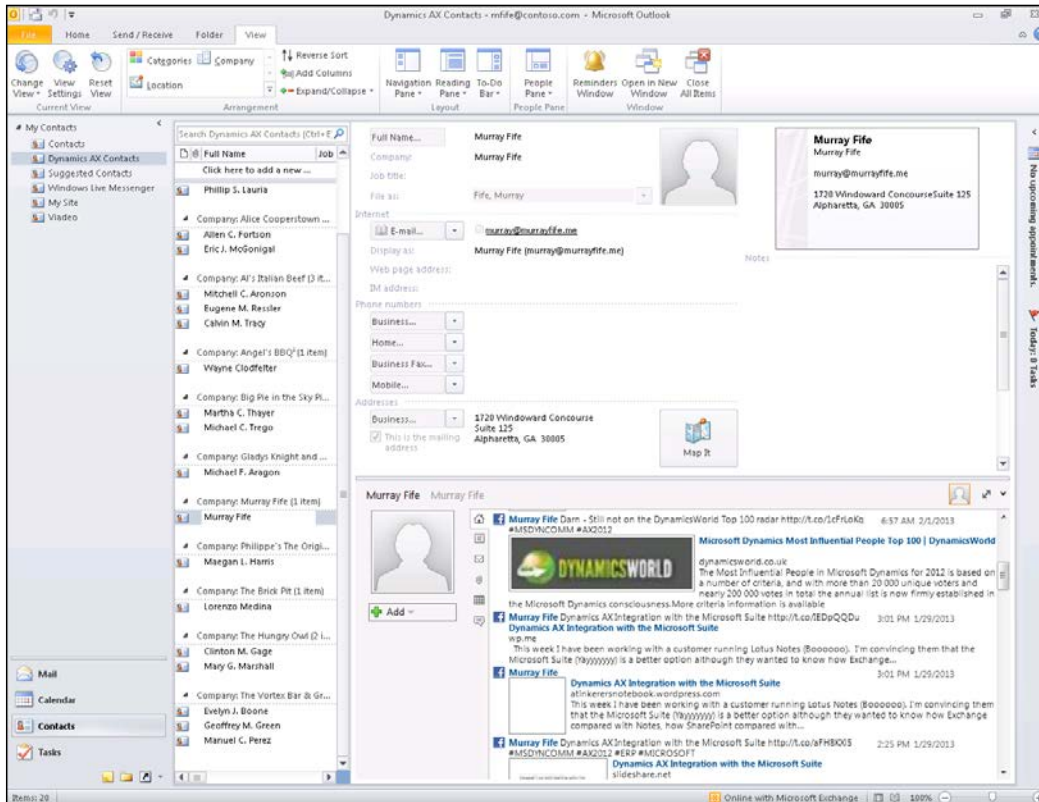 Dynamics AX Contacts - mfife@contoso.com - Microsoft Outlook
File Home Send / Receive Folder View
Change View
View Settings
Reset View
Current View
Categories Company
Location
Reverse Sort
Add Columns
Expand/Collapse
Arrangement
Navigation Pane
Reading Pane
To-Do Bar
Layout
People Pane
People Pane
Reminders Window
Open in New Window
Close All Items
Window
My Contacts
Contacts
Dynamics AX Contacts
Suggested Contacts
Windows Live Messenger
My Site
Viadeo
Mail
Calendar
Contacts
Tasks
Search Dynamics AX Contacts (Ctrl+E
Full Name Job
Click here to add a new ...
Phillip S. Lauria
Company: Alice Cooperstown ...
Allen C. Fortson
Eric J. McGonigal
Company: Al's Italian Beef (3 it...
Mitchell C. Aronson
Eugene M. Ressler
Calvin M. Tracy
Company: Angel's BBQ² (1 item)
Wayne Clodfelter
Company: Big Pie in the Sky Pi...
Martha C. Thayer
Michael C. Trego
Company: Gladys Knight and ...
Michael F. Aragon
Company: Murray Fife (1 item)
Murray Fife
Company: Philippe's The Origi...
Maegan L. Harris
Company: The Brick Pit (1 item)
Lorenzo Medina
Company: The Hungry Owl (2 i...
Clinton M. Gage
Mary G. Marshall
Company: The Vortex Bar & Gr...
Evelyn J. Boone
Geoffrey M. Green
Manuel C. Perez
Full Name... Murray Fife
Company: Murray Fife
Job title:
File as: Fife, Murray
Internet
E-mail... murray@murrayfife.me
Display as: Murray Fife (murray@murrayfife.me)
Web page address:
IM address:
Phone numbers
Business...
Home...
Business Fax...
Mobile...
Addresses
Business... 1720 Windoward Concourse
Suite 125
Alpharetta, GA 30005
This is the mailing
address
Map It
Murray Fife
Murray Fife
murray@murrayfife.me
1720 Windoward ConcourseSuite 125
Alpharetta, GA 30005
Notes
Murray Fife Murray Fife
Add
Murray Fife Darn - Still not on the DynamicsWorld Top 100 radar 6:57 AM 2/1/2013
#MSDYNCOMM #AX2012
DYNAMICSWORLD
Microsoft Dynamics Most Influential People Top 100 | DynamicsWorld
dynamicsworld.co.uk
The Most Influential People in Microsoft Dynamics for 2012 is based on
a number of criteria, and with more than 20 000 unique voters and
nearly 200 000 votes in total the annual list is now firmly established in
the Microsoft Dynamics consciousness.More criteria information is available
Murray Fife Dynamics AX Integration with the Microsoft Suite 3:01 PM 1/29/2013
Dynamics AX Integration with the Microsoft Suite
wp.me
This week I have been working with a customer running Lotus Notes (Boooooo). I'm convincing them that the
Microsoft Suite (Yayyyyyy) is a better option although they wanted to know how Exchange...
Murray Fife 3:01 PM 1/29/2013
Dynamics AX Integration with the Microsoft Suite
atinkerersnotebook.wordpress.com
This week I have been working with a customer running Lotus Notes (Boooooo). I'm convincing them
that the Microsoft Suite (Yayyyyyy) is a better option although they wanted to know how Exchange
compared with Notes, how SharePoint compared with...
Murray Fife Dynamics AX Integration with the Microsoft Suite 2:25 PM 1/29/2013
#MSDYNCOMM #AX2012 #ERP #MICROSOFT
Dynamics AX Integration with the Microsoft Suite
slideshare.net
No upcoming appointments.
Today: 0 Tasks
Items: 20
Online with Microsoft Exchange 100%